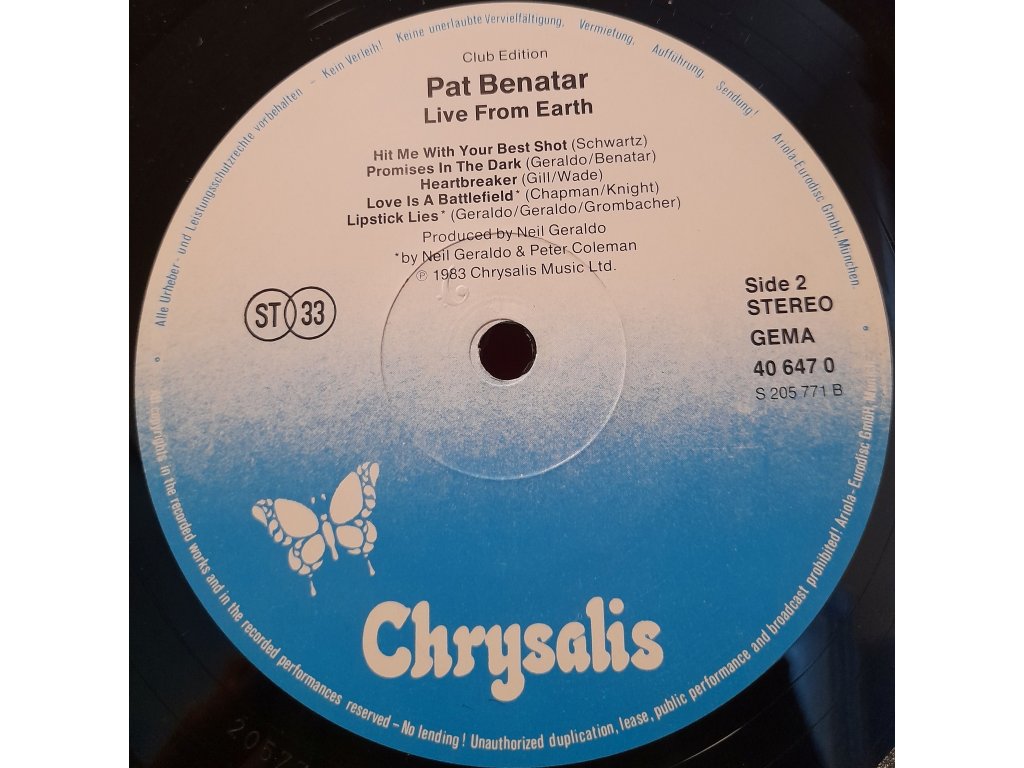 Club Edition
Pat Benatar
Live From Earth
Hit Me With Your Best Shot (Schwartz)
Promises In The Dark (Geraldo/Benatar)
Heartbreaker (Gill/Wade)
Love Is A Battlefield* (Chapman/Knight)
Lipstick Lies* (Geraldo/Geraldo/Grombacher)
Produced by Neil Geraldo
*by Neil Geraldo & Peter Coleman
℗ 1983 Chrysalis Music Ltd.
ST 33
Side 2
STEREO
GEMA
40 647 0
S 205 771 B
Chrysalis
Alle Urheber- und Leistungsschutzrechte vorbehalten – Kein Verleih! Keine unerlaubte Vervielfältigung, Vermietung, Aufführung, Sendung! Ariola-Eurodisc GmbH, München.
in the recorded works and in the recorded performances reserved – No lending! Unauthorized duplication, lease, public performance and broadcast prohibited! Ariola-Eurodisc GmbH,